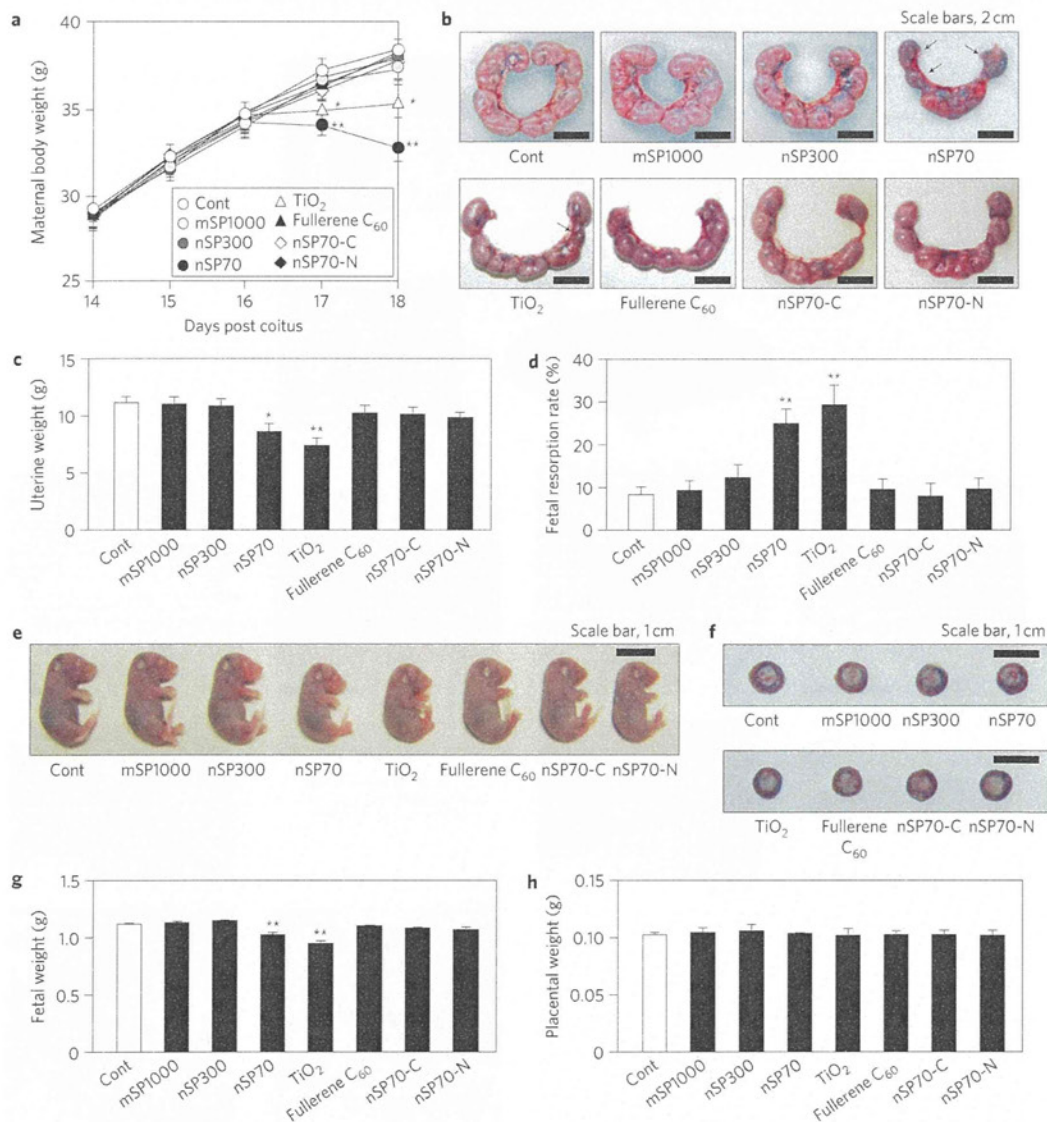 a
40
35
30
25
Maternal body weight (g)
14 15 16 17 18
Days post coitus
* ** * **
Cont
mSP1000
nSP300
nSP70
TiO₂
Fullerene C₆₀
nSP70-C
nSP70-N
b
Scale bars, 2 cm
Cont mSP1000 nSP300 nSP70
TiO₂ Fullerene C₆₀ nSP70-C nSP70-N
c
15
10
5
0
Uterine weight (g)
* **
Cont mSP1000 nSP300 nSP70 TiO₂ Fullerene C₆₀ nSP70-C nSP70-N
d
40
30
20
10
0
Fetal resorption rate (%)
** **
Cont mSP1000 nSP300 nSP70 TiO₂ Fullerene C₆₀ nSP70-C nSP70-N
e
Scale bar, 1 cm
Cont mSP1000 nSP300 nSP70 TiO₂ Fullerene C₆₀ nSP70-C nSP70-N
f
Scale bar, 1 cm
Cont mSP1000 nSP300 nSP70
TiO₂ Fullerene nSP70-C nSP70-N
C₆₀
g
1.5
1.0
0.5
0
Fetal weight (g)
** **
Cont mSP1000 nSP300 nSP70 TiO₂ Fullerene C₆₀ nSP70-C nSP70-N
h
0.15
0.10
0.05
0
Placental weight (g)
Cont mSP1000 nSP300 nSP70 TiO₂ Fullerene C₆₀ nSP70-C nSP70-N